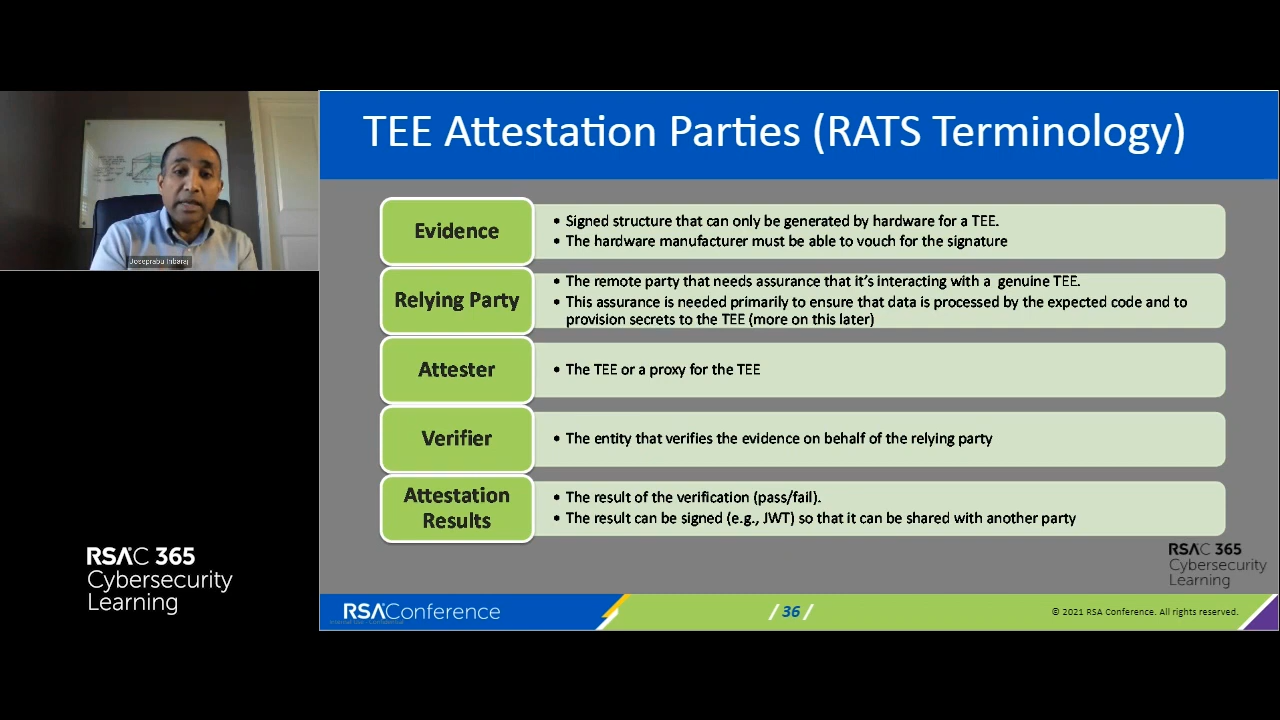 TEE Attestation Parties (RATS Terminology)
Evidence
• Signed structure that can only be generated by hardware for a TEE.
• The hardware manufacturer must be able to vouch for the signature
Relying Party
• The remote party that needs assurance that it's interacting with a genuine TEE.
• This assurance is needed primarily to ensure that data is processed by the expected code and to
provision secrets to the TEE (more on this later)
Attester
• The TEE or a proxy for the TEE
Verifier
• The entity that verifies the evidence on behalf of the relying party
Attestation
Results
• The result of the verification (pass/fail).
• The result can be signed (e.g., JWT) so that it can be shared with another party
Joseprabu Inbaraj
RSAC 365
Cybersecurity
Learning
RSAC 365
Cybersecurity
Learning
RSAConference
Internal Use - Confidential
/ 36 /
© 2021 RSA Conference. All rights reserved.